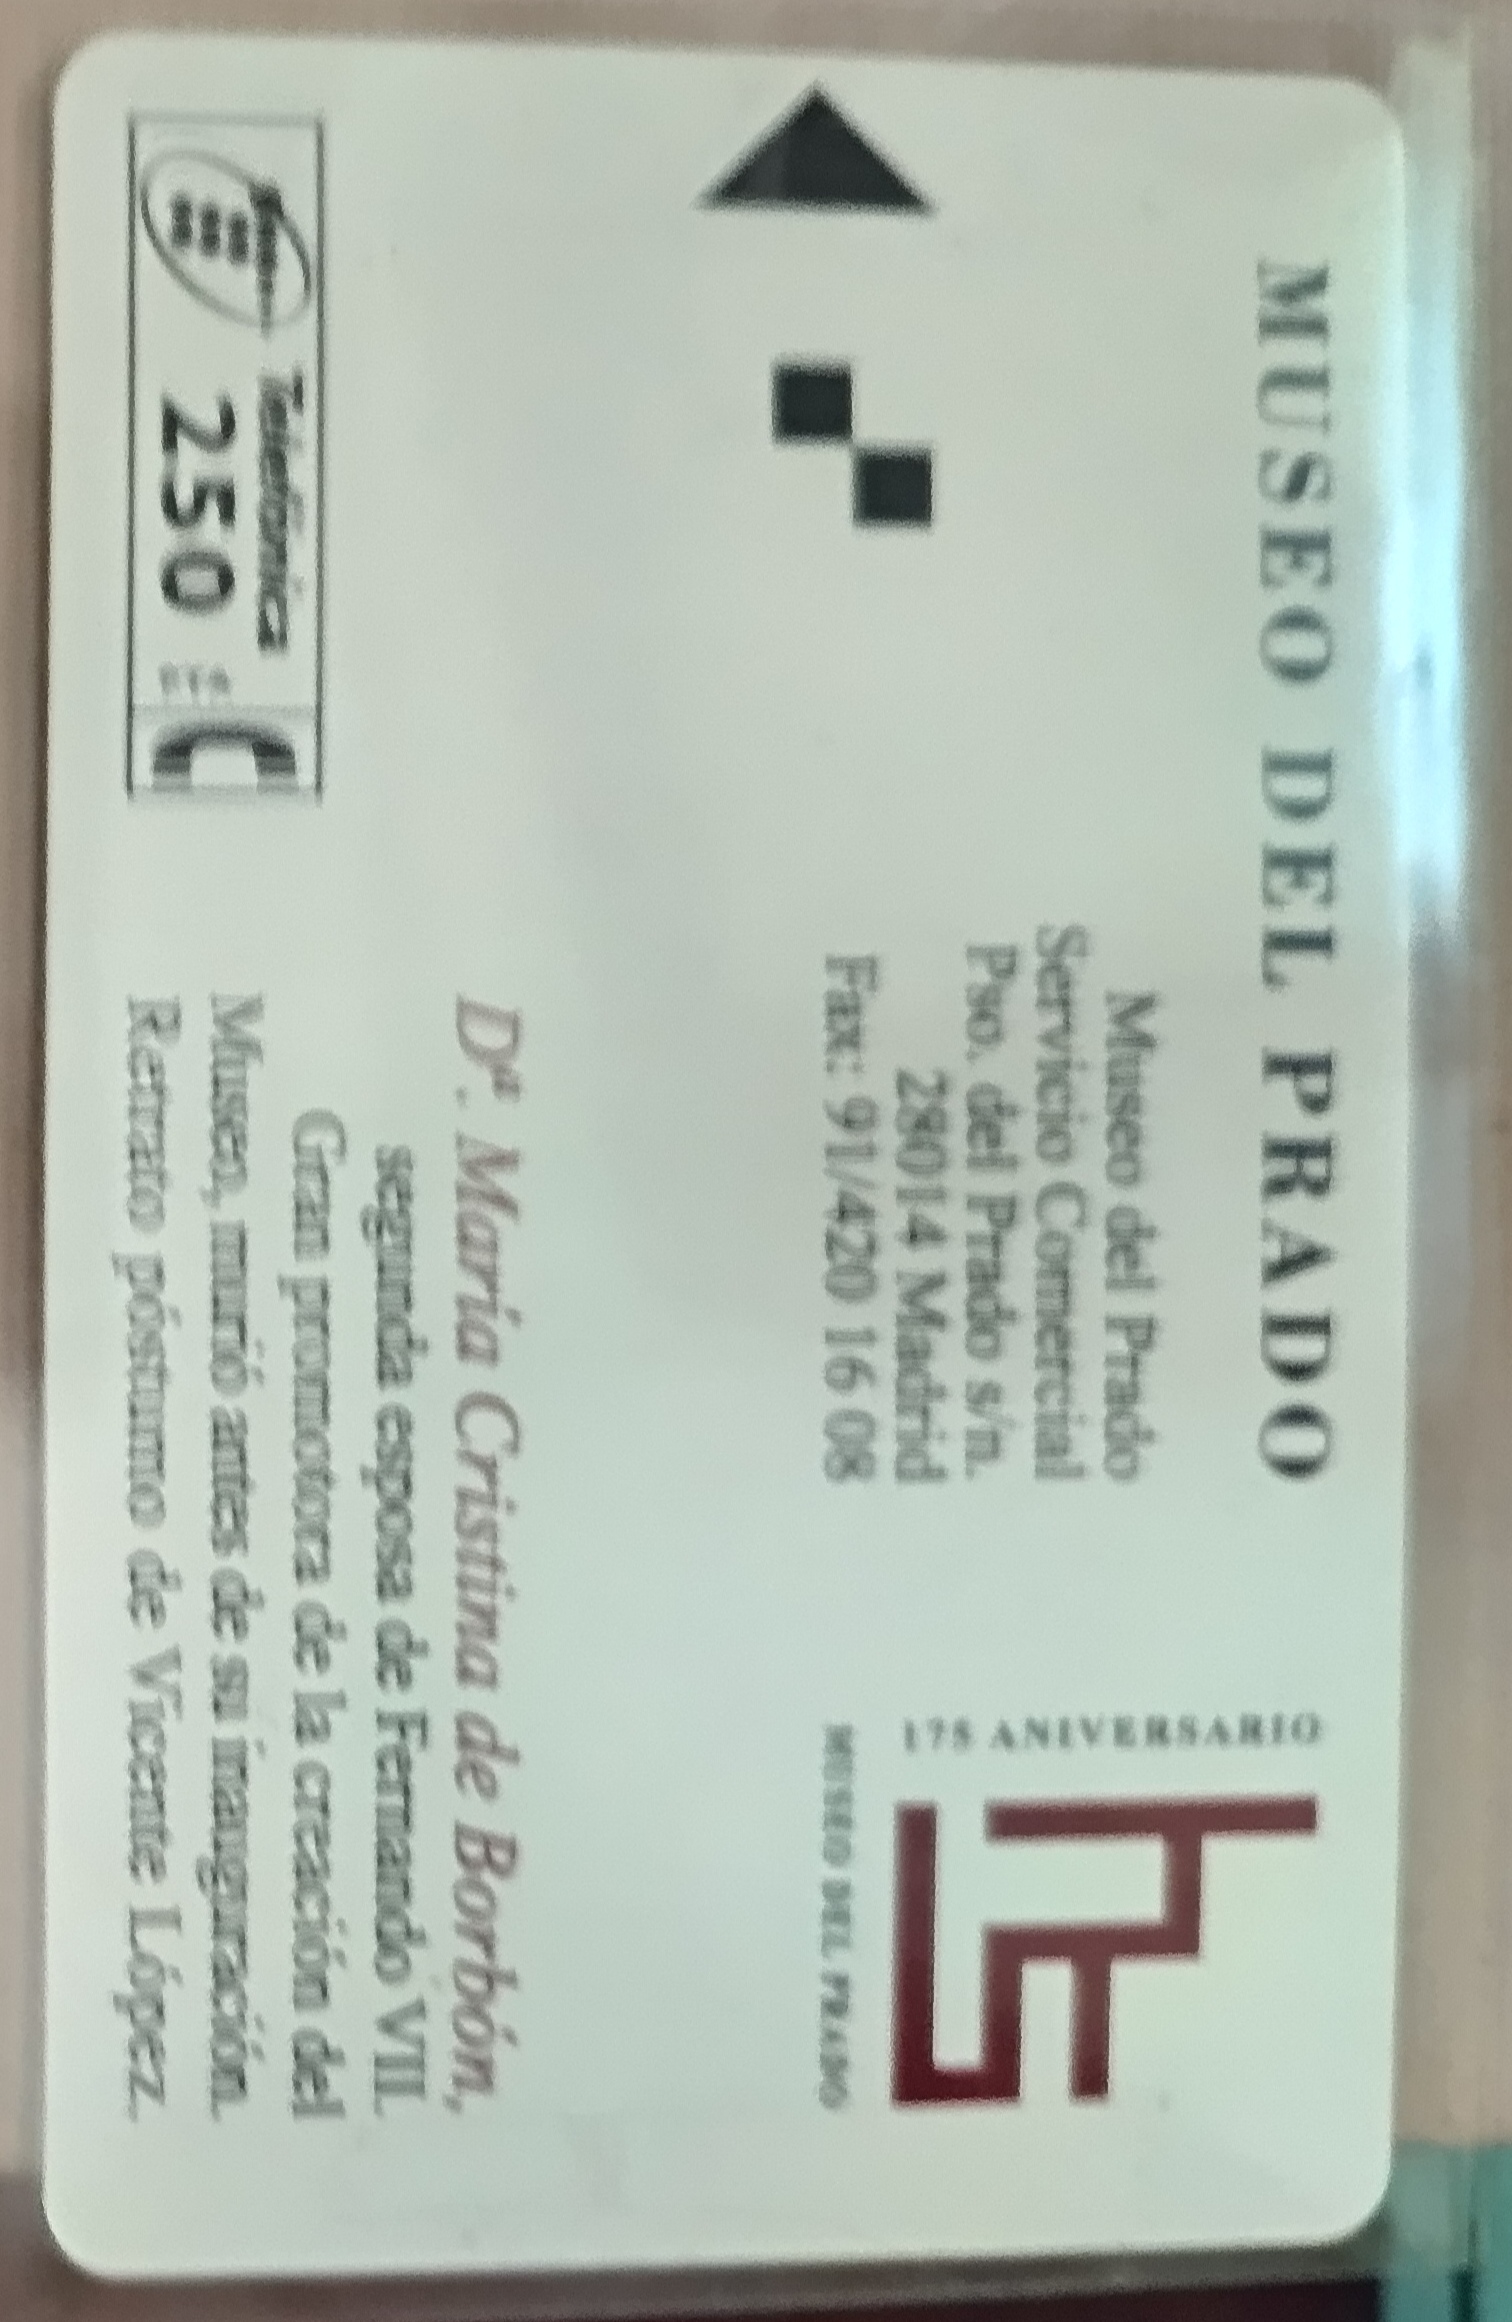 MUSEO DEL PRADO
Museo del Prado
Servicio Comercial
Pso. del Prado s/n.
28014 Madrid
Fax: 91/420 16 08
175 ANIVERSARIO
MUSEO DEL PRADO
Dª. María Cristina de Borbón,
segunda esposa de Fernando VII.
Gran promotora de la creación del
Museo, murió antes de su inauguración.
Retrato póstumo de Vicente López.
Telefónica
250